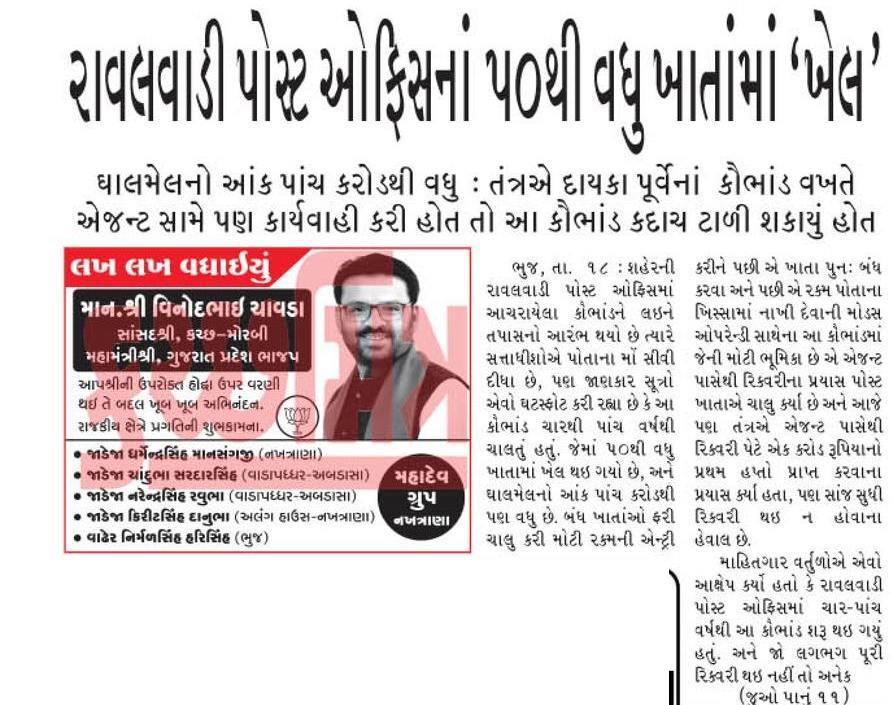 રાવલવાડી પોસ્ટ ઓફિસનાં ૫૦થી વધુ ખાતાંમાં ‘ખેલ’
ઘાલમેલનો આંક પાંચ કરોડથી વધુ : તંત્રએ દાયકા પૂર્વેનાં કૌભાંડ વખતે
એજન્ટ સામે પણ કાર્યવાહી કરી હોત તો આ કૌભાંડ કદાચ ટાળી શકાયું હોત
લખ લખ વધાઇયું
માન.શ્રી વિનોદભાઇ ચાવડા
સાંસદશ્રી, કચ્છ-મોરબી
મહામંત્રીશ્રી, ગુજરાત પ્રદેશ ભાજપ
આપશ્રીની ઉપરોક્ત હોદ્દા ઉપર વરણી
થઇ તે બદલ ખૂબ ખૂબ અભિનંદન.
રાજકીય ક્ષેત્રે પ્રગતિની શુભકામના.
• જાડેજા ધર્મેન્દ્રસિંહ માનસંગજી (નખત્રાણા)
• જાડેજા ચાંદુભા સરદારસિંહ (વાડાપધ્ધર-અબડાસા)
• જાડેજા નરેન્દ્રસિંહ રવુભા (વાડાપધ્ધર-અબડાસા)
• જાડેજા કિરીટસિંહ દાનુભા (અલંગ હાઉસ-નખત્રાણા)
• વાઢેર નિર્મળસિંહ હરિસિંહ (ભુજ)
મહાદેવ
ગ્રુપ
નખત્રાણા
ભુજ, તા. ૧૮ : શહેરની
રાવલવાડી પોસ્ટ ઓફિસમાં
આચરાયેલા કૌભાંડને લઇને
તપાસનો આરંભ થયો છે ત્યારે
સત્તાધીશોએ પોતાના મોં સીવી
દીધા છે, પણ જાણકાર સૂત્રો
એવો ઘટસ્ફોટ કરી રહ્યા છે કે આ
કૌભાંડ ચારથી પાંચ વર્ષથી
ચાલતું હતું. જેમાં ૫૦થી વધુ
ખાતામાં ખેલ થઇ ગયો છે, અને
ઘાલમેલનો આંક પાંચ કરોડથી
પણ વધુ છે. બંધ ખાતાઓ ફરી
ચાલુ કરી મોટી રકમની એન્ટ્રી
કરીને પછી એ ખાતા પુનઃ બંધ
કરવા અને પછી એ રકમ પોતાના
ખિસ્સામાં નાખી દેવાની મોડસ
ઓપરેન્ડી સાથેના આ કૌભાંડમાં
જેની મોટી ભૂમિકા છે એ એજન્ટ
પાસેથી રિકવરીના પ્રયાસ પોસ્ટ
ખાતાએ ચાલુ કર્યા છે અને આજે
પણ તંત્રએ એજન્ટ પાસેથી
રિકવરી પેટે એક કરોડ રૂપિયાનો
પ્રથમ હપ્તો પ્રાપ્ત કરવાના
પ્રયાસ કર્યા હતા, પણ સાંજ સુધી
રિકવરી થઇ ન હોવાના
હેવાલ છે.
માહિતગાર વર્તુળોએ એવો
આક્ષેપ કર્યો હતો કે રાવલવાડી
પોસ્ટ ઓફિસમાં ચાર-પાંચ
વર્ષથી આ કૌભાંડ શરૂ થઇ ગયું
હતું. અને જો લગભગ પૂરી
રિકવરી થઇ નહીં તો અનેક
(જુઓ પાનું ૧૧)